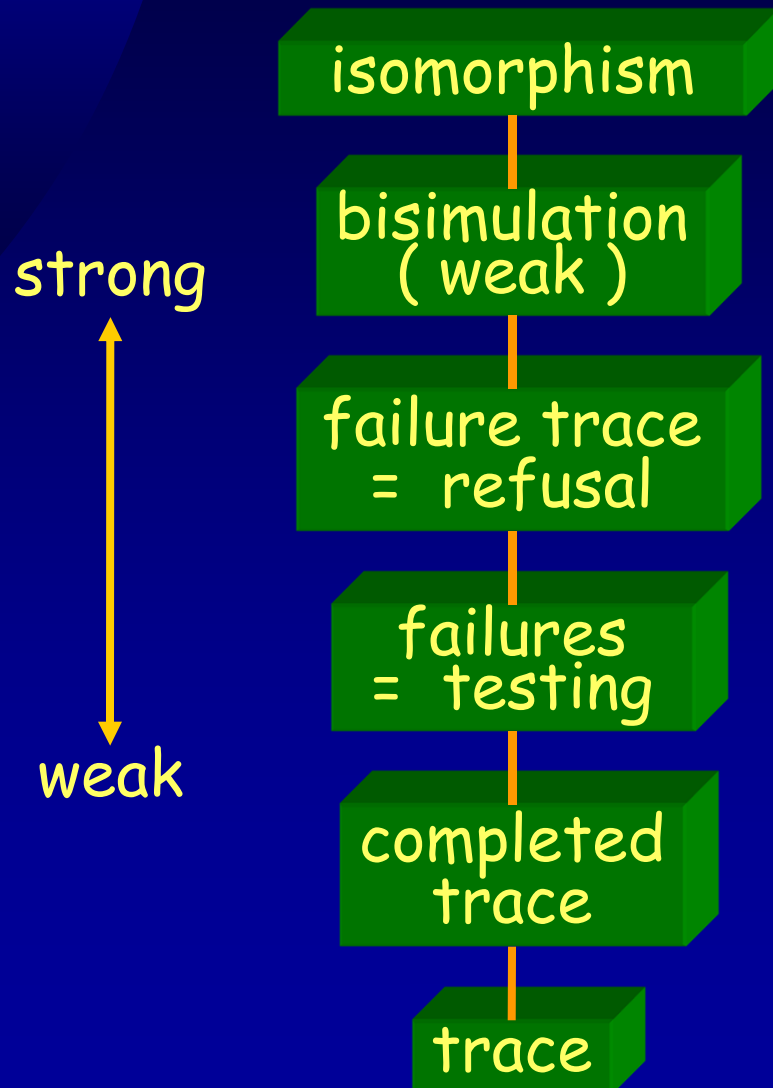 isomorphism
bisimulation
( weak )
strong
failure trace
= refusal
failures
= testing
weak
completed
trace
trace